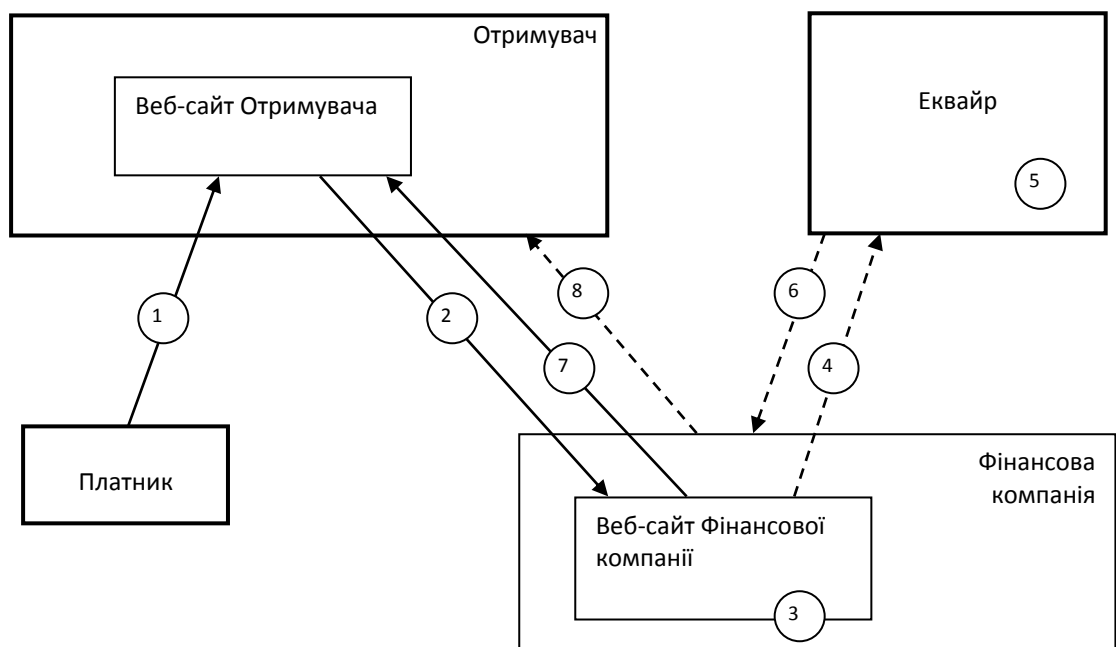 Отримувач
Веб-сайт Отримувача
Еквайр
5
8
6
1
2
7
4
Платник
Фінансова
компанія
Веб-сайт Фінансової
компанії
3